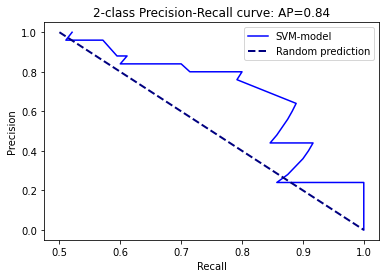 2-class Precision-Recall curve: AP=0.84
SVM-model
Random prediction
Precision
1.0
0.8
0.6
0.4
0.2
0.0
0.5 0.6 0.7 0.8 0.9 1.0
Recall